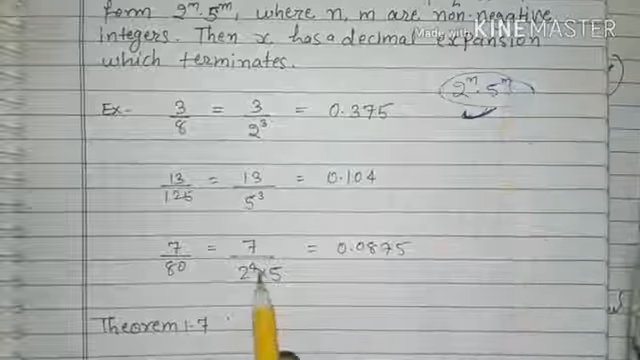 form 2ⁿ.5ᵐ, where n, m are non-negative
integers. Then x has a decimal expansion
which terminates.
Made with KINEMASTER
2ⁿ.5ᵐ
Ex- 3/8 = 3/2³ = 0.375
13/125 = 13/5³ = 0.104
7/80 = 7/2⁴.5 = 0.0875
Theorem 1.7